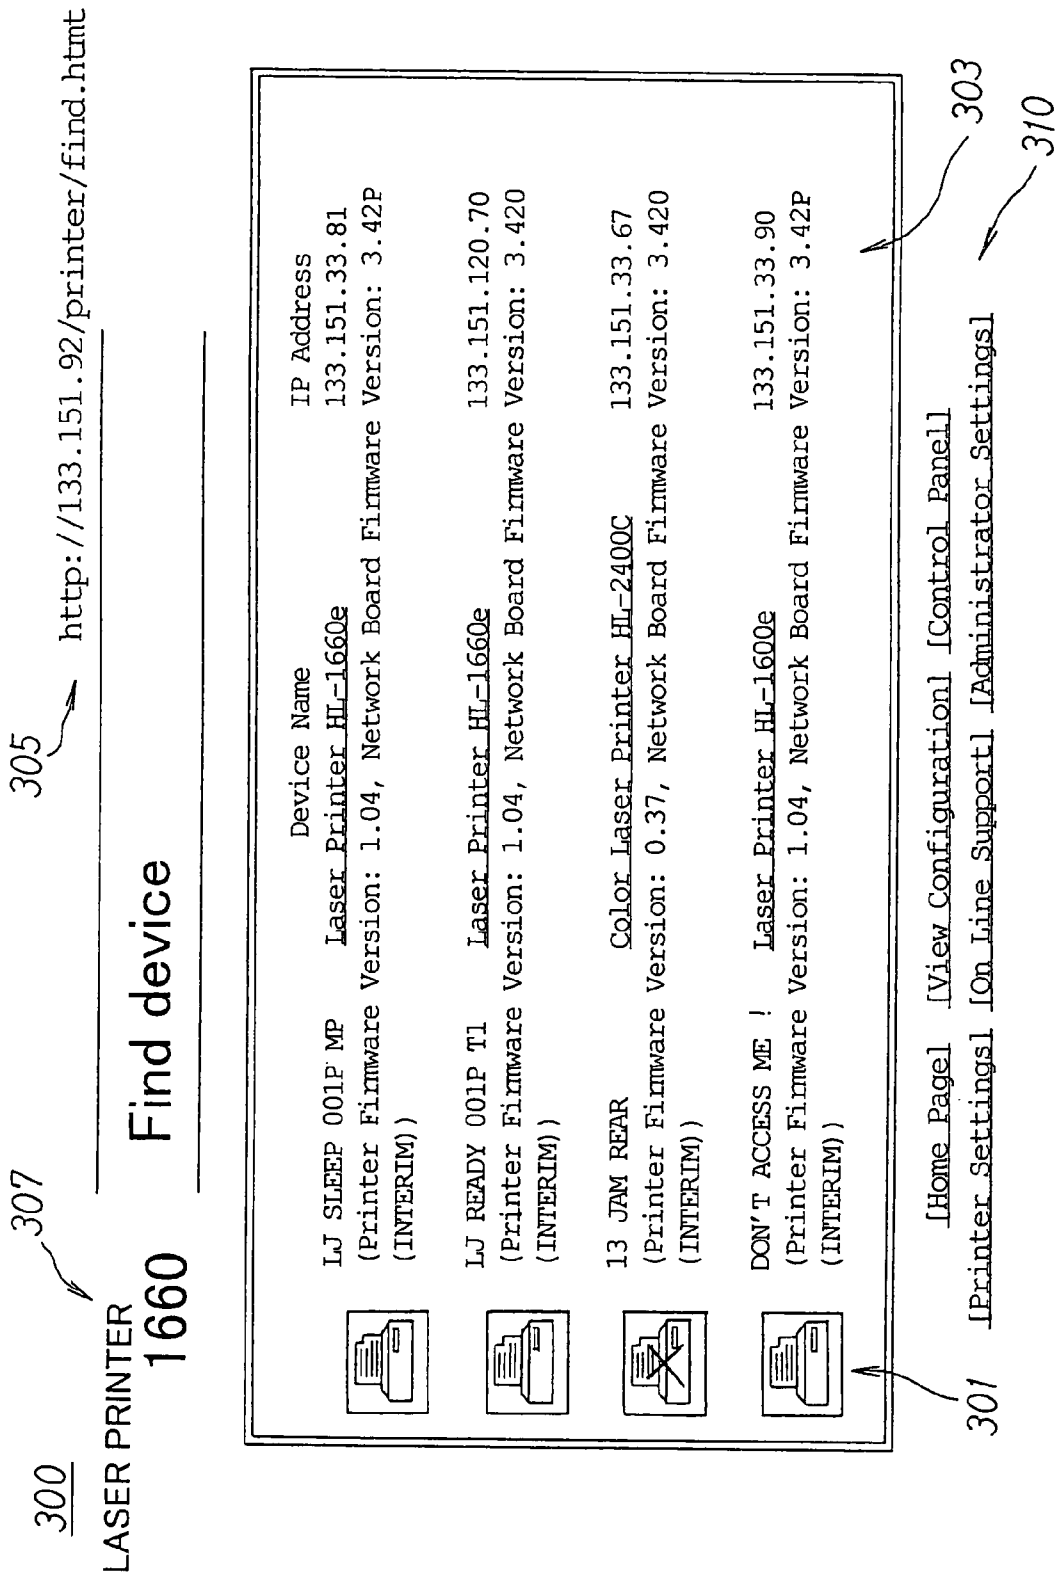 300
307
305
http://133.151.92/printer/find.htmt
LASER PRINTER
1660 Find device
Device Name IP Address
LJ SLEEP 001P MP Laser Printer HL-1660e 133.151.33.81
(Printer Firmware Version: 1.04, Network Board Firmware Version: 3.42P
(INTERIM))
LJ READY 001P T1 Laser Printer HL-1660e 133.151.120.70
(Printer Firmware Version: 1.04, Network Board Firmware Version: 3.420
(INTERIM))
13 JAM REAR Color Laser Printer HL-2400C 133.151.33.67
(Printer Firmware Version: 0.37, Network Board Firmware Version: 3.420
(INTERIM))
DON'T ACCESS ME ! Laser Printer HL-1600e 133.151.33.90
(Printer Firmware Version: 1.04, Network Board Firmware Version: 3.42P
(INTERIM))
301
303
[Home Page] [View Configuration] [Control Panel]
[Printer Settings] [On Line Support] [Administrator Settings]
310